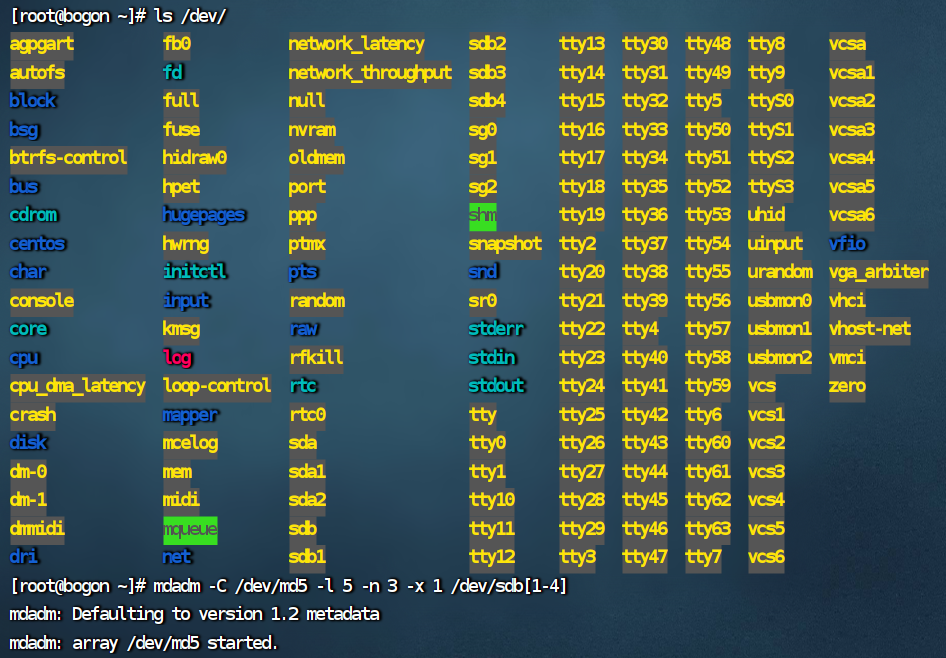 [root@bogon ~]# ls /dev/
agpgart fb0 network_latency sdb2 tty13 tty30 tty48 tty8 vcsa
autofs fd network_throughput sdb3 tty14 tty31 tty49 tty9 vcsa1
block full null sdb4 tty15 tty32 tty5 ttyS0 vcsa2
bsg fuse nvram sg0 tty16 tty33 tty50 ttyS1 vcsa3
btrfs-control hidraw0 oldmem sg1 tty17 tty34 tty51 ttyS2 vcsa4
bus hpet port sg2 tty18 tty35 tty52 ttyS3 vcsa5
cdrom hugepages ppp shm tty19 tty36 tty53 uhid vcsa6
centos hwrng ptmx snapshot tty2 tty37 tty54 uinput vfio
char initctl pts snd tty20 tty38 tty55 urandom vga_arbiter
console input random sr0 tty21 tty39 tty56 usbmon0 vhci
core kmsg raw stderr tty22 tty4 tty57 usbmon1 vhost-net
cpu log rfkill stdin tty23 tty40 tty58 usbmon2 vmci
cpu_dma_latency loop-control rtc stdout tty24 tty41 tty59 vcs zero
crash mapper rtc0 tty tty25 tty42 tty6 vcs1
disk mcelog sda tty0 tty26 tty43 tty60 vcs2
dm-0 mem sda1 tty1 tty27 tty44 tty61 vcs3
dm-1 midi sda2 tty10 tty28 tty45 tty62 vcs4
dmmidi mqueue sdb tty11 tty29 tty46 tty63 vcs5
dri net sdb1 tty12 tty3 tty47 tty7 vcs6
[root@bogon ~]# mdadm -C /dev/md5 -l 5 -n 3 -x 1 /dev/sdb[1-4]
mdadm: Defaulting to version 1.2 metadata
mdadm: array /dev/md5 started.